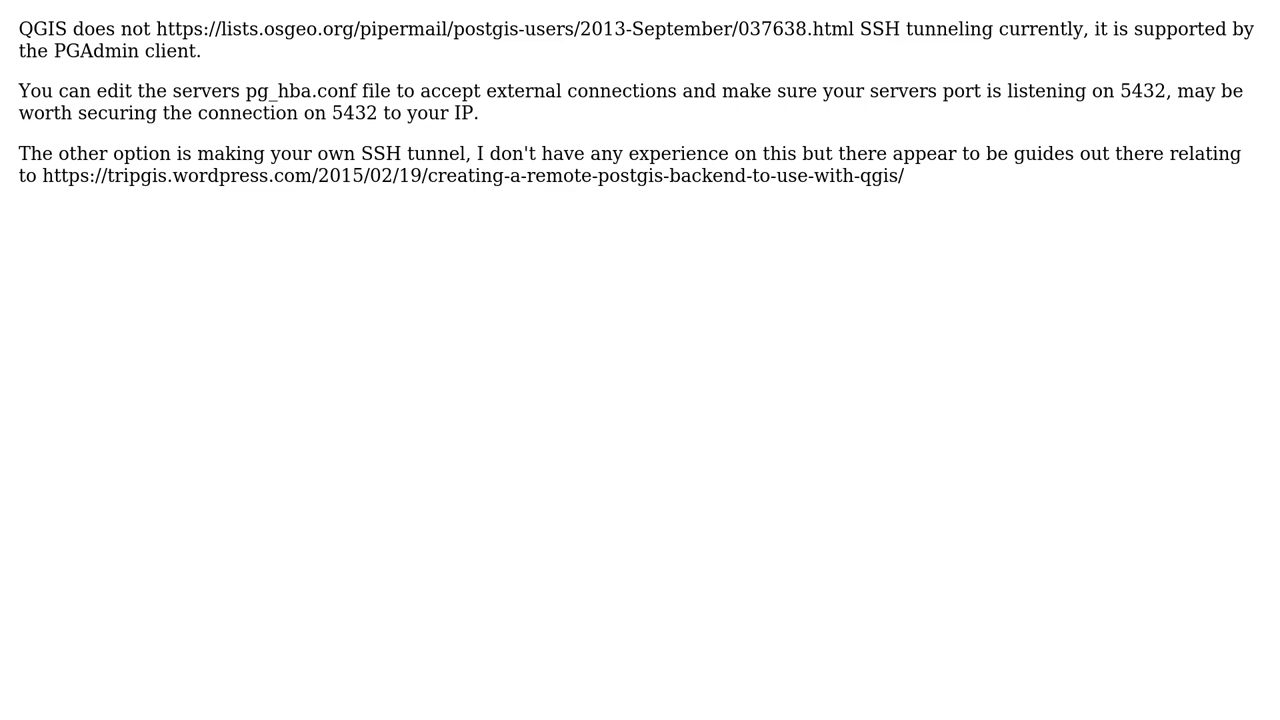 QGIS does not https://lists.osgeo.org/pipermail/postgis-users/2013-September/037638.html SSH tunneling currently, it is supported by
the PGAdmin client.
You can edit the servers pg_hba.conf file to accept external connections and make sure your servers port is listening on 5432, may be
worth securing the connection on 5432 to your IP.
The other option is making your own SSH tunnel, I don't have any experience on this but there appear to be guides out there relating
to https://tripgis.wordpress.com/2015/02/19/creating-a-remote-postgis-backend-to-use-with-qgis/